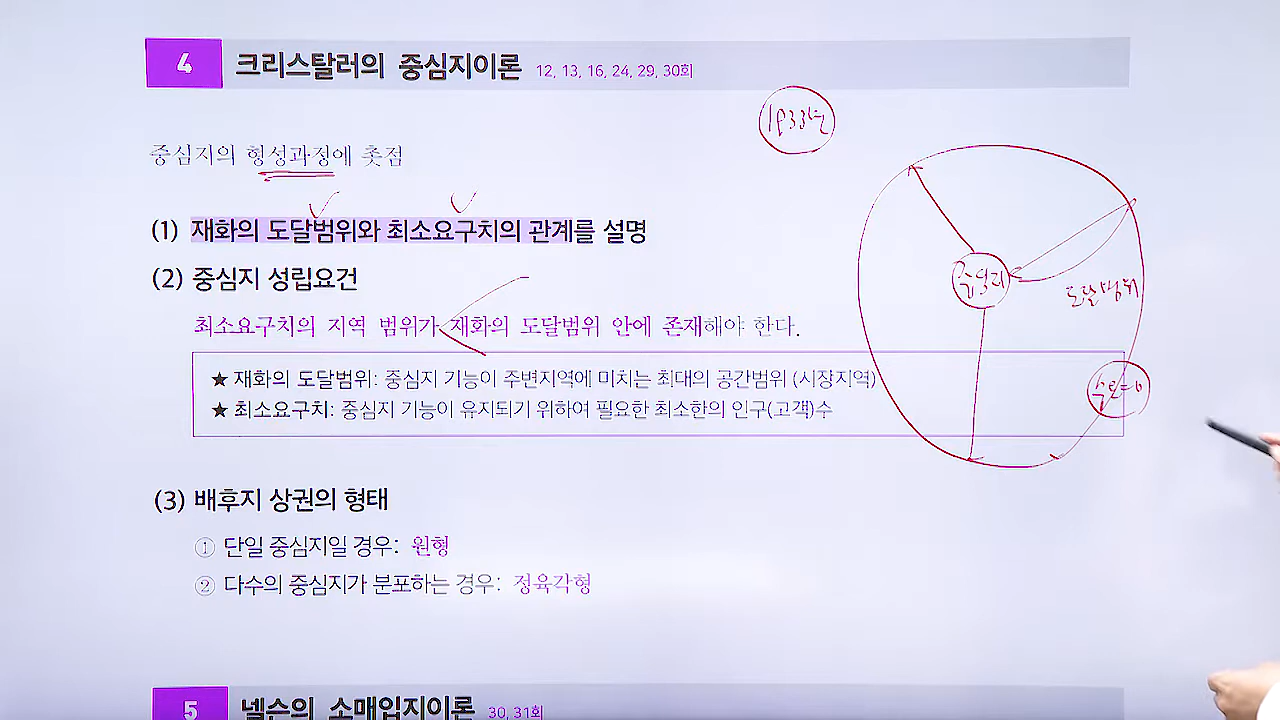 4 크리스탈러의 중심지이론 12, 13, 16, 24, 29, 30회
1933년
중심지의 형성과정에 촛점
(1) 재화의 도달범위와 최소요구치의 관계를 설명
(2) 중심지 성립요건
중심지
도달범위
최소요구치의 지역 범위가 재화의 도달범위 안에 존재해야 한다.
★ 재화의 도달범위: 중심지 기능이 주변지역에 미치는 최대의 공간범위 (시장지역)
수요=0
★ 최소요구치: 중심지 기능이 유지되기 위하여 필요한 최소한의 인구(고객)수
(3) 배후지 상권의 형태
① 단일 중심지일 경우: 원형
② 다수의 중심지가 분포하는 경우: 정육각형
5 넬슨의 소매입지이론 30, 31회